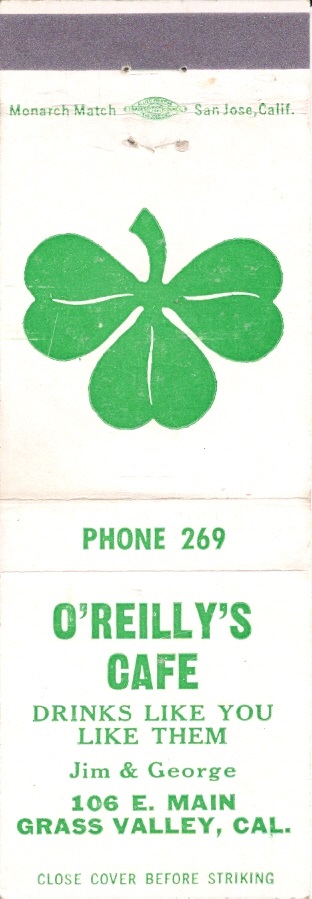 Monarch Match San Jose, Calif.
PHONE 269
O'REILLY'S
CAFE
DRINKS LIKE YOU
LIKE THEM
Jim & George
106 E. MAIN
GRASS VALLEY, CAL.
CLOSE COVER BEFORE STRIKING